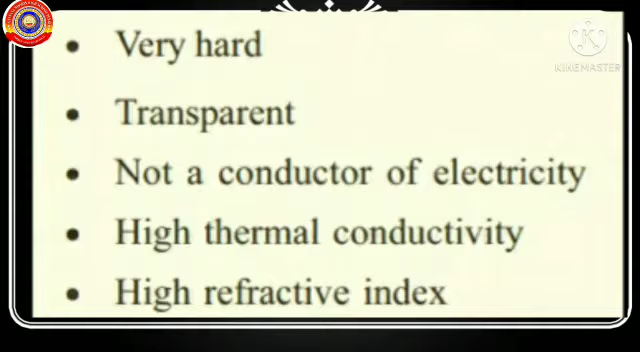 • Very hard
• Transparent
• Not a conductor of electricity
• High thermal conductivity
• High refractive index
KINEMASTER